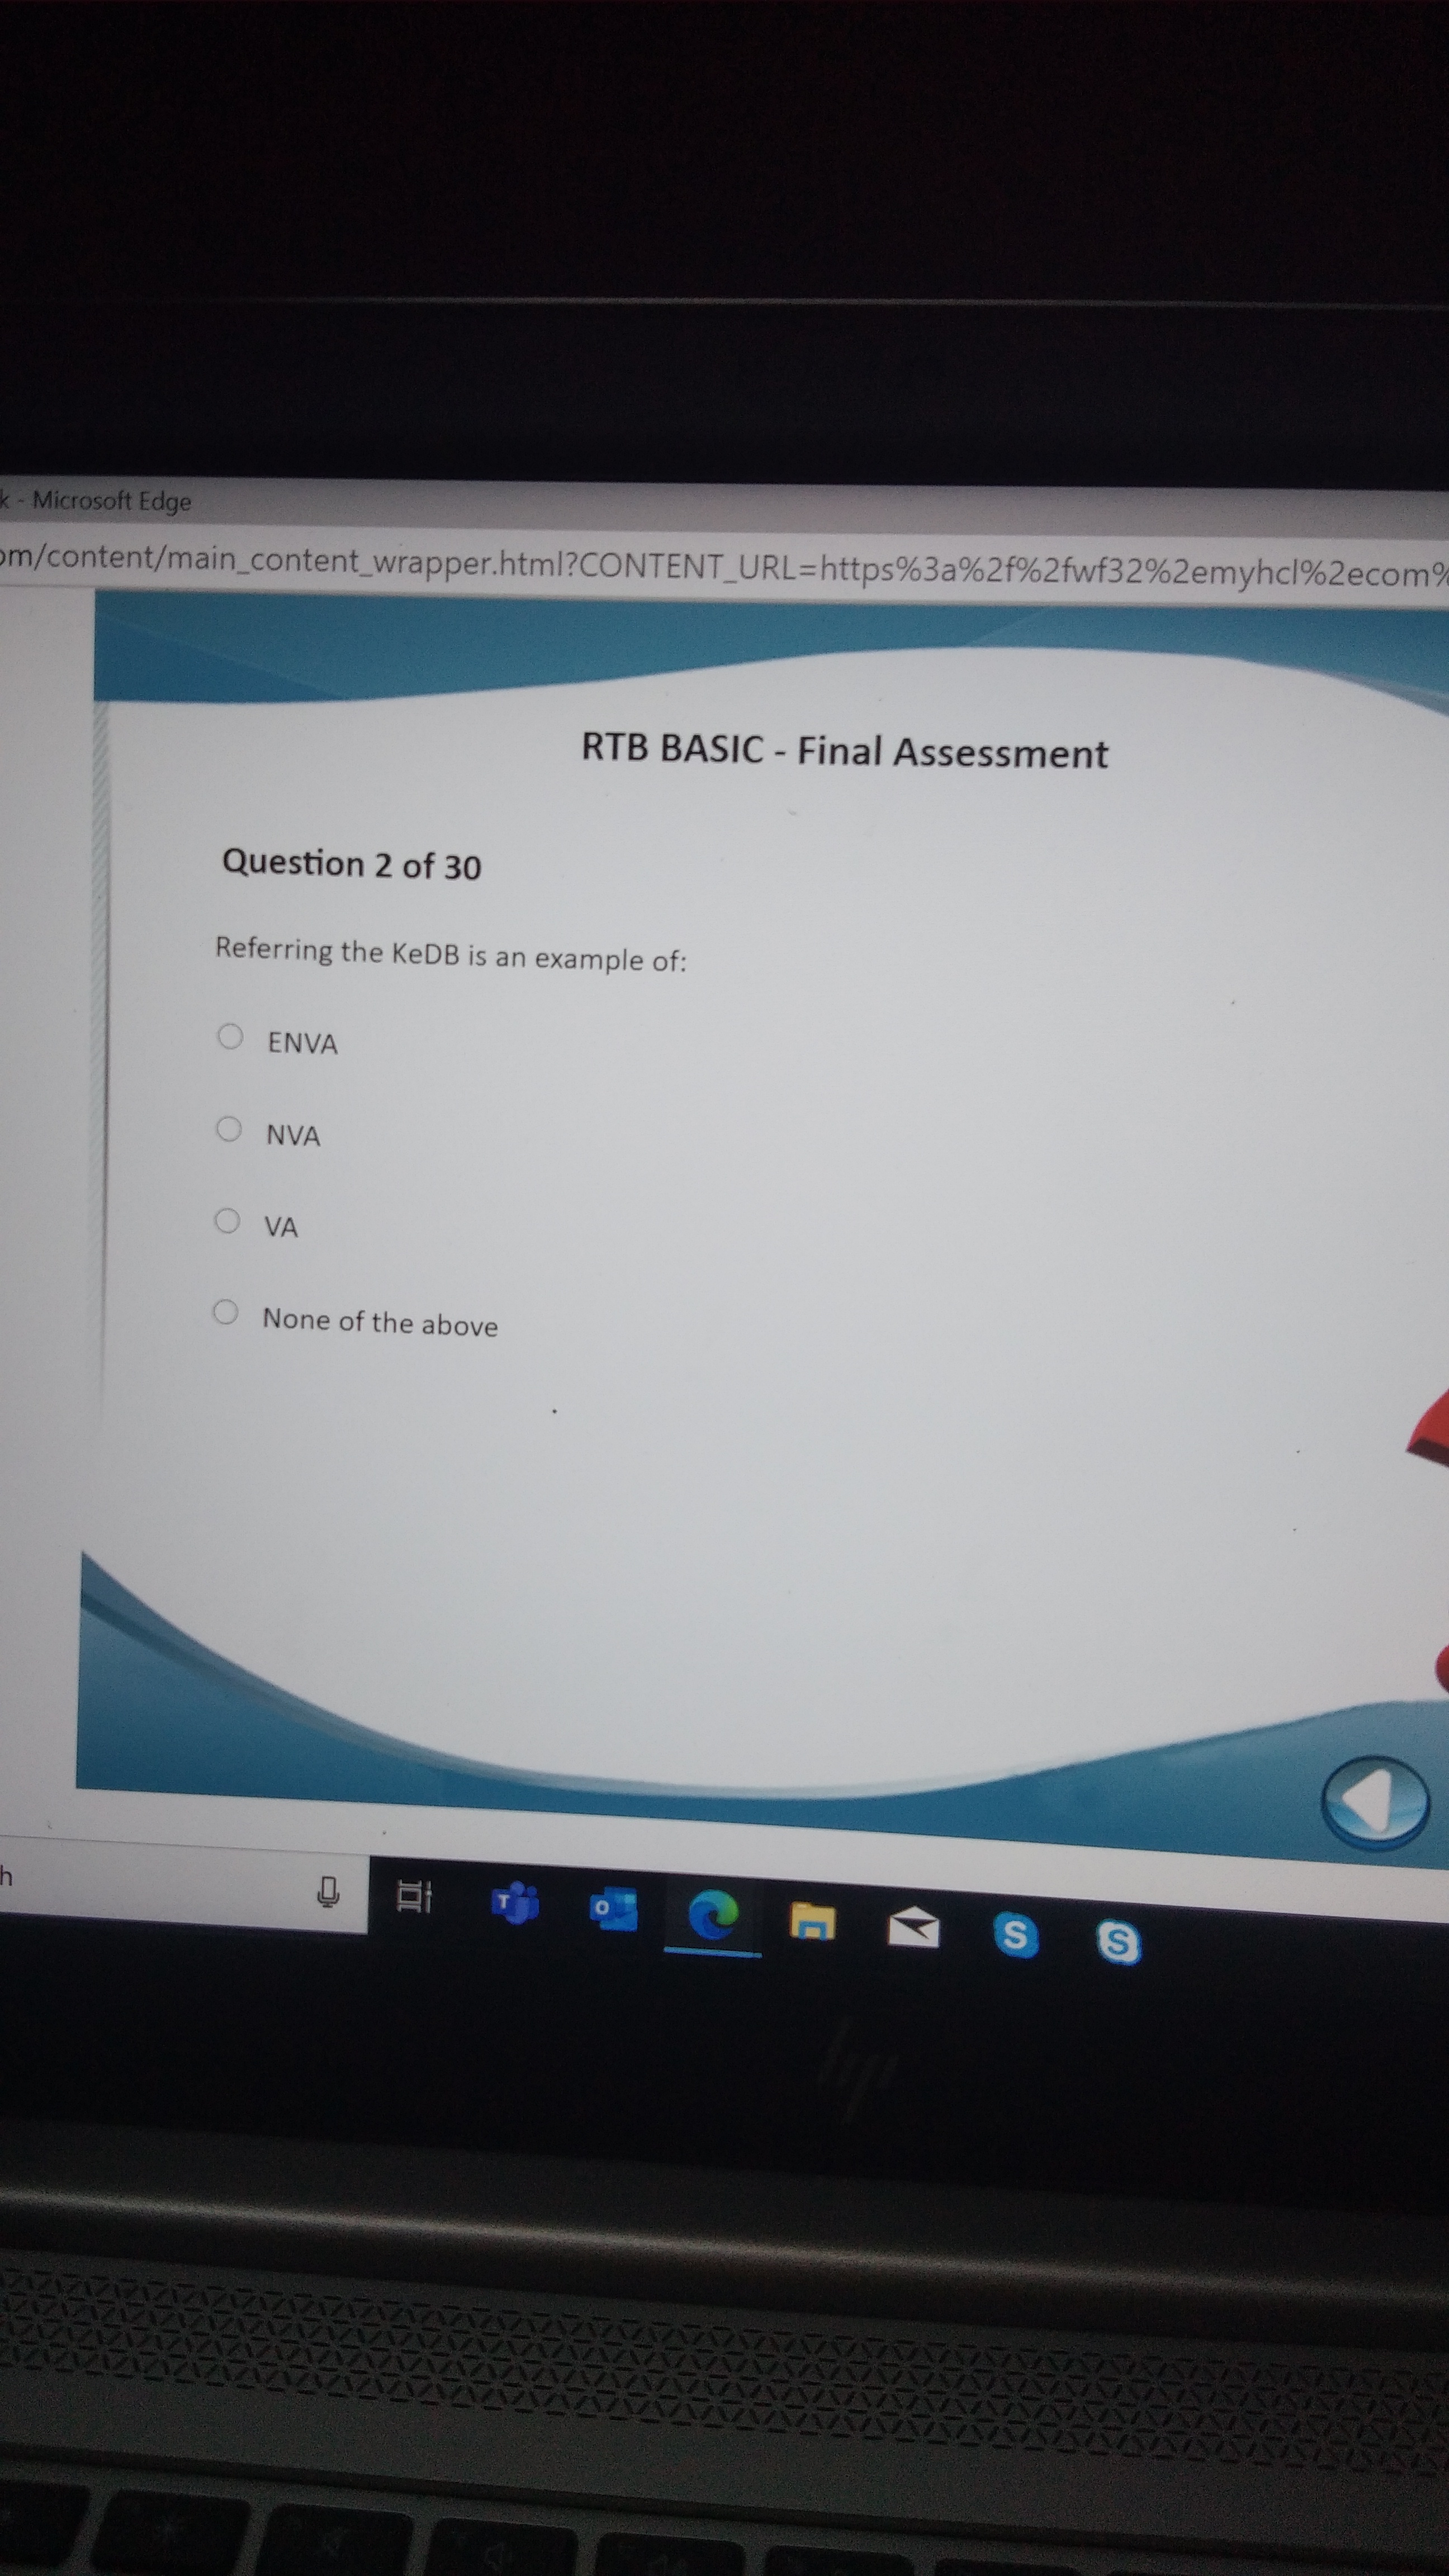 k - Microsoft Edge
om/content/main_content_wrapper.html?CONTENT_URL=https%3a%2f%2fwf32%2emyhcl%2ecom%
RTB BASIC - Final Assessment
Question 2 of 30
Referring the KeDB is an example of:
ENVA
NVA
VA
None of the above
h
hp